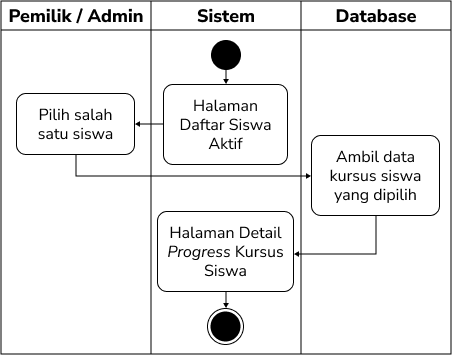 Pemilik / Admin
Sistem
Database
Halaman
Daftar Siswa
Aktif
Pilih salah
satu siswa
Ambil data
kursus siswa
yang dipilih
Halaman Detail
Progress Kursus
Siswa